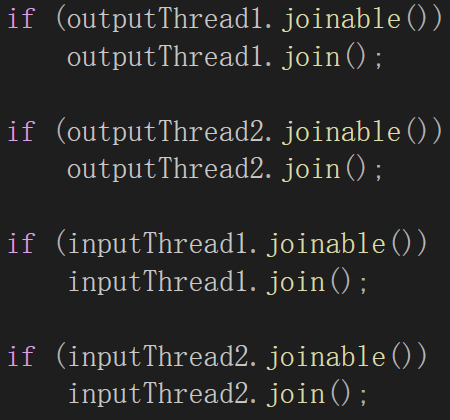 if (outputThread1.joinable())
    outputThread1.join();

if (outputThread2.joinable())
    outputThread2.join();

if (inputThread1.joinable())
    inputThread1.join();

if (inputThread2.joinable())
    inputThread2.join();